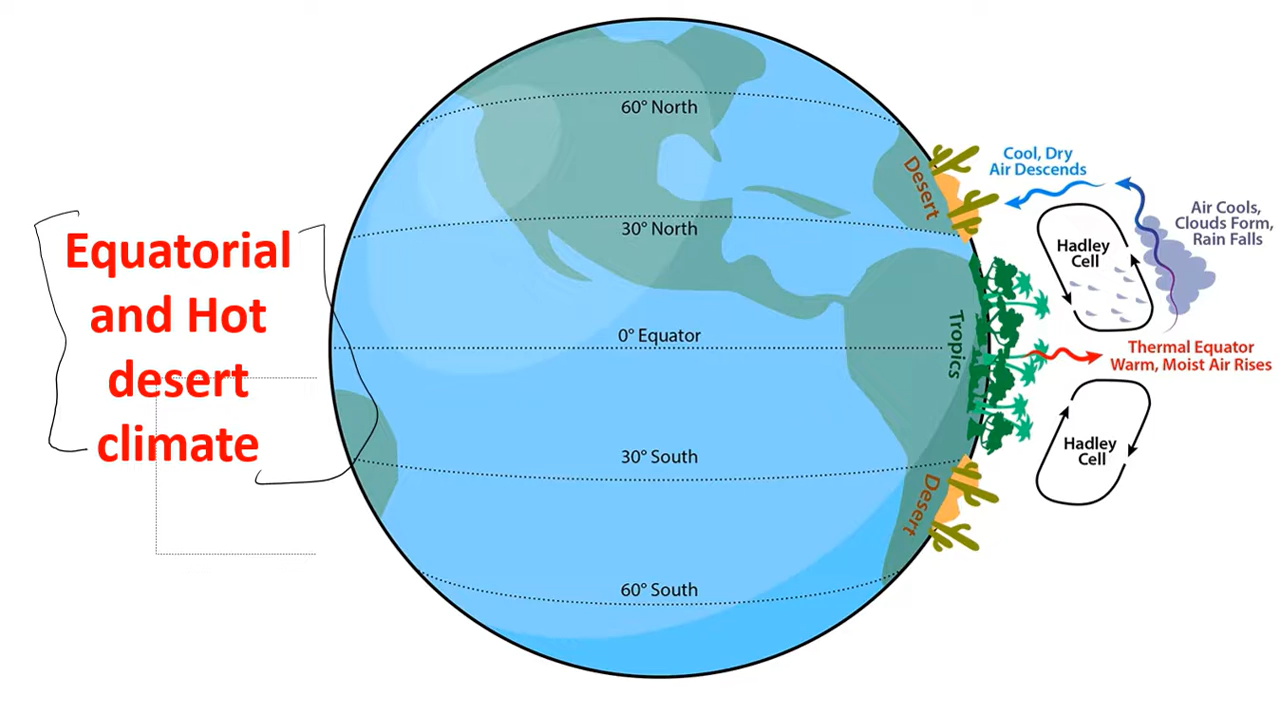 Equatorial
and Hot
desert
climate
60° North
30° North
0° Equator
30° South
60° South
Desert
Tropics
Desert
Cool, Dry
Air Descends
Air Cools,
Clouds Form,
Rain Falls
Hadley
Cell
Thermal Equator
Warm, Moist Air Rises
Hadley
Cell